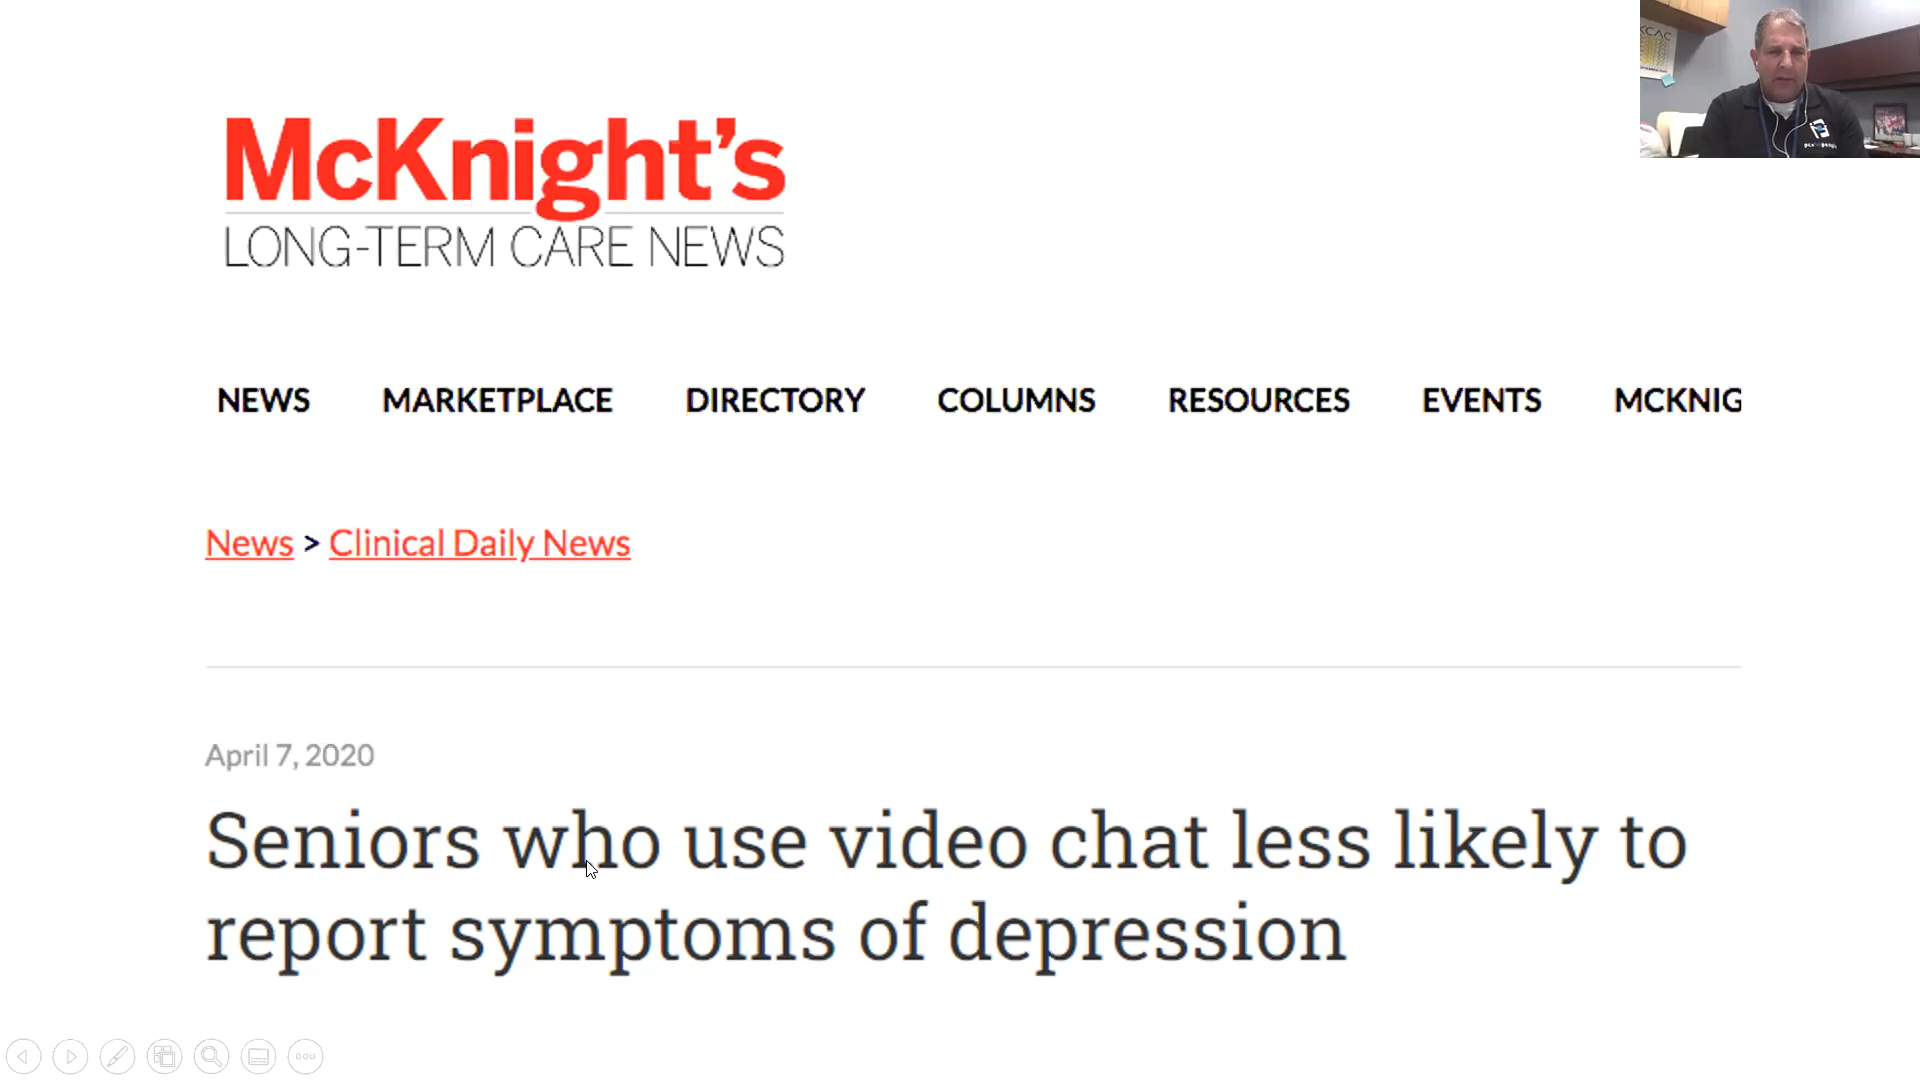 McKnight's
LONG-TERM CARE NEWS
NEWS MARKETPLACE DIRECTORY COLUMNS RESOURCES EVENTS MCKNIG
News > Clinical Daily News
April 7, 2020
Seniors who use video chat less likely to
report symptoms of depression